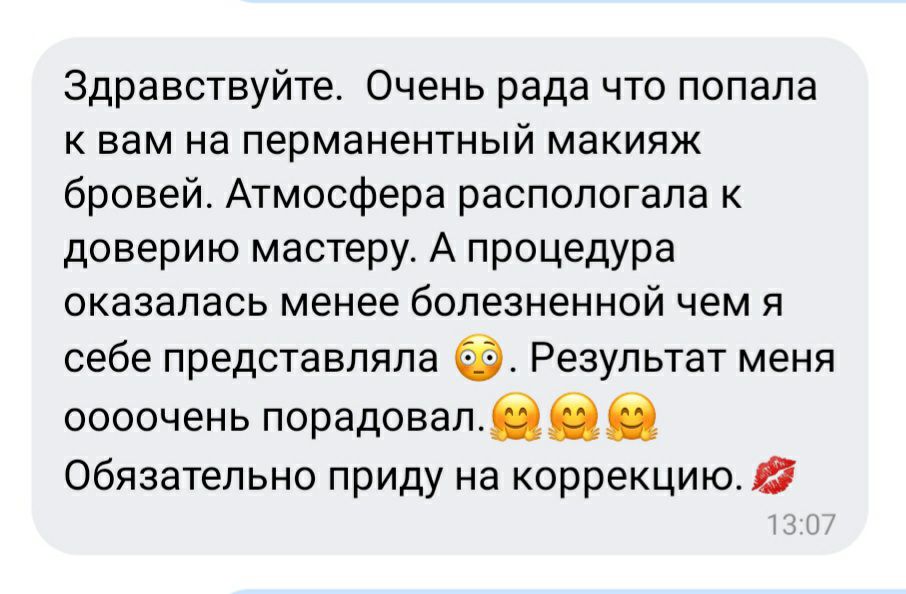 Здравствуйте.  Очень рада что попала
к вам на перманентный макияж
бровей. Атмосфера распологала к
доверию мастеру. А процедура
оказалась менее болезненной чем я
себе представляла 😳. Результат меня
оооочень порадовал.🤗🤗🤗
Обязательно приду на коррекцию.💋
13:07